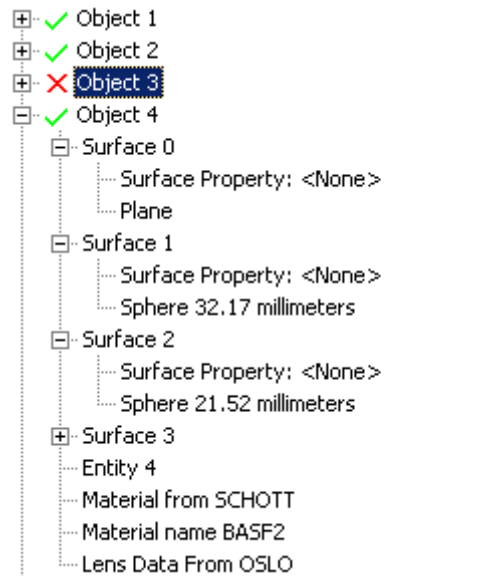 Object 1
Object 2
Object 3
Object 4
Surface 0
Surface Property: <None>
Plane
Surface 1
Surface Property: <None>
Sphere 32.17 millimeters
Surface 2
Surface Property: <None>
Sphere 21.52 millimeters
Surface 3
Entity 4
Material from SCHOTT
Material name BASF2
Lens Data From OSLO